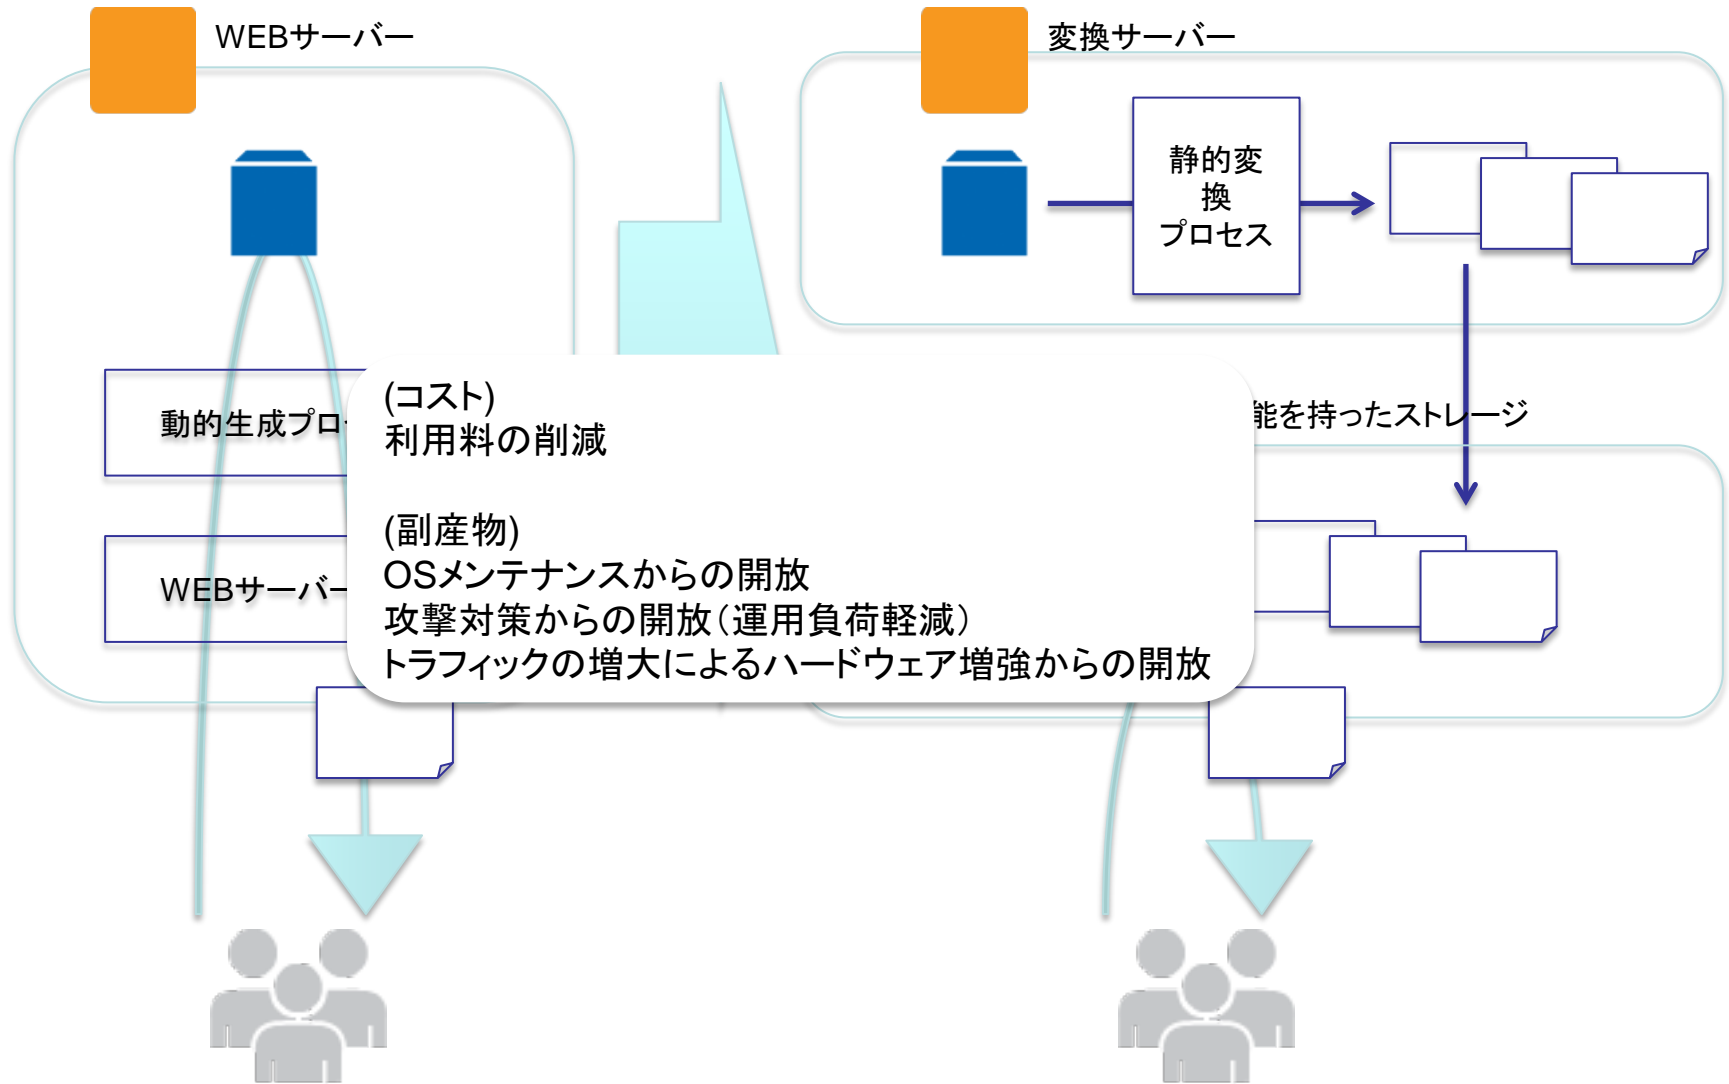 WEBサーバー
変換サーバー
静的変
換
プロセス
動的生成プロ
WEBサーバー
能を持ったストレージ
(コスト)
利用料の削減
(副産物)
OSメンテナンスからの開放
攻撃対策からの開放（運用負荷軽減）
トラフィックの増大によるハードウェア増強からの開放